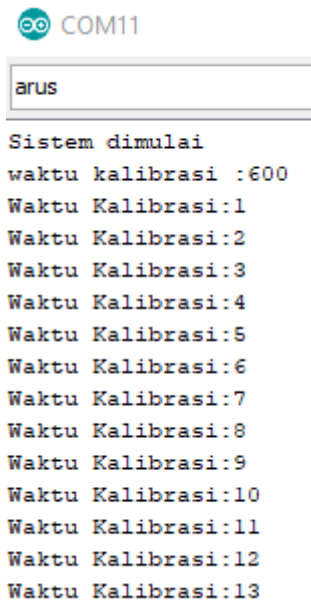 COM11
arus
Sistem dimulai
waktu kalibrasi :600
Waktu Kalibrasi:1
Waktu Kalibrasi:2
Waktu Kalibrasi:3
Waktu Kalibrasi:4
Waktu Kalibrasi:5
Waktu Kalibrasi:6
Waktu Kalibrasi:7
Waktu Kalibrasi:8
Waktu Kalibrasi:9
Waktu Kalibrasi:10
Waktu Kalibrasi:11
Waktu Kalibrasi:12
Waktu Kalibrasi:13